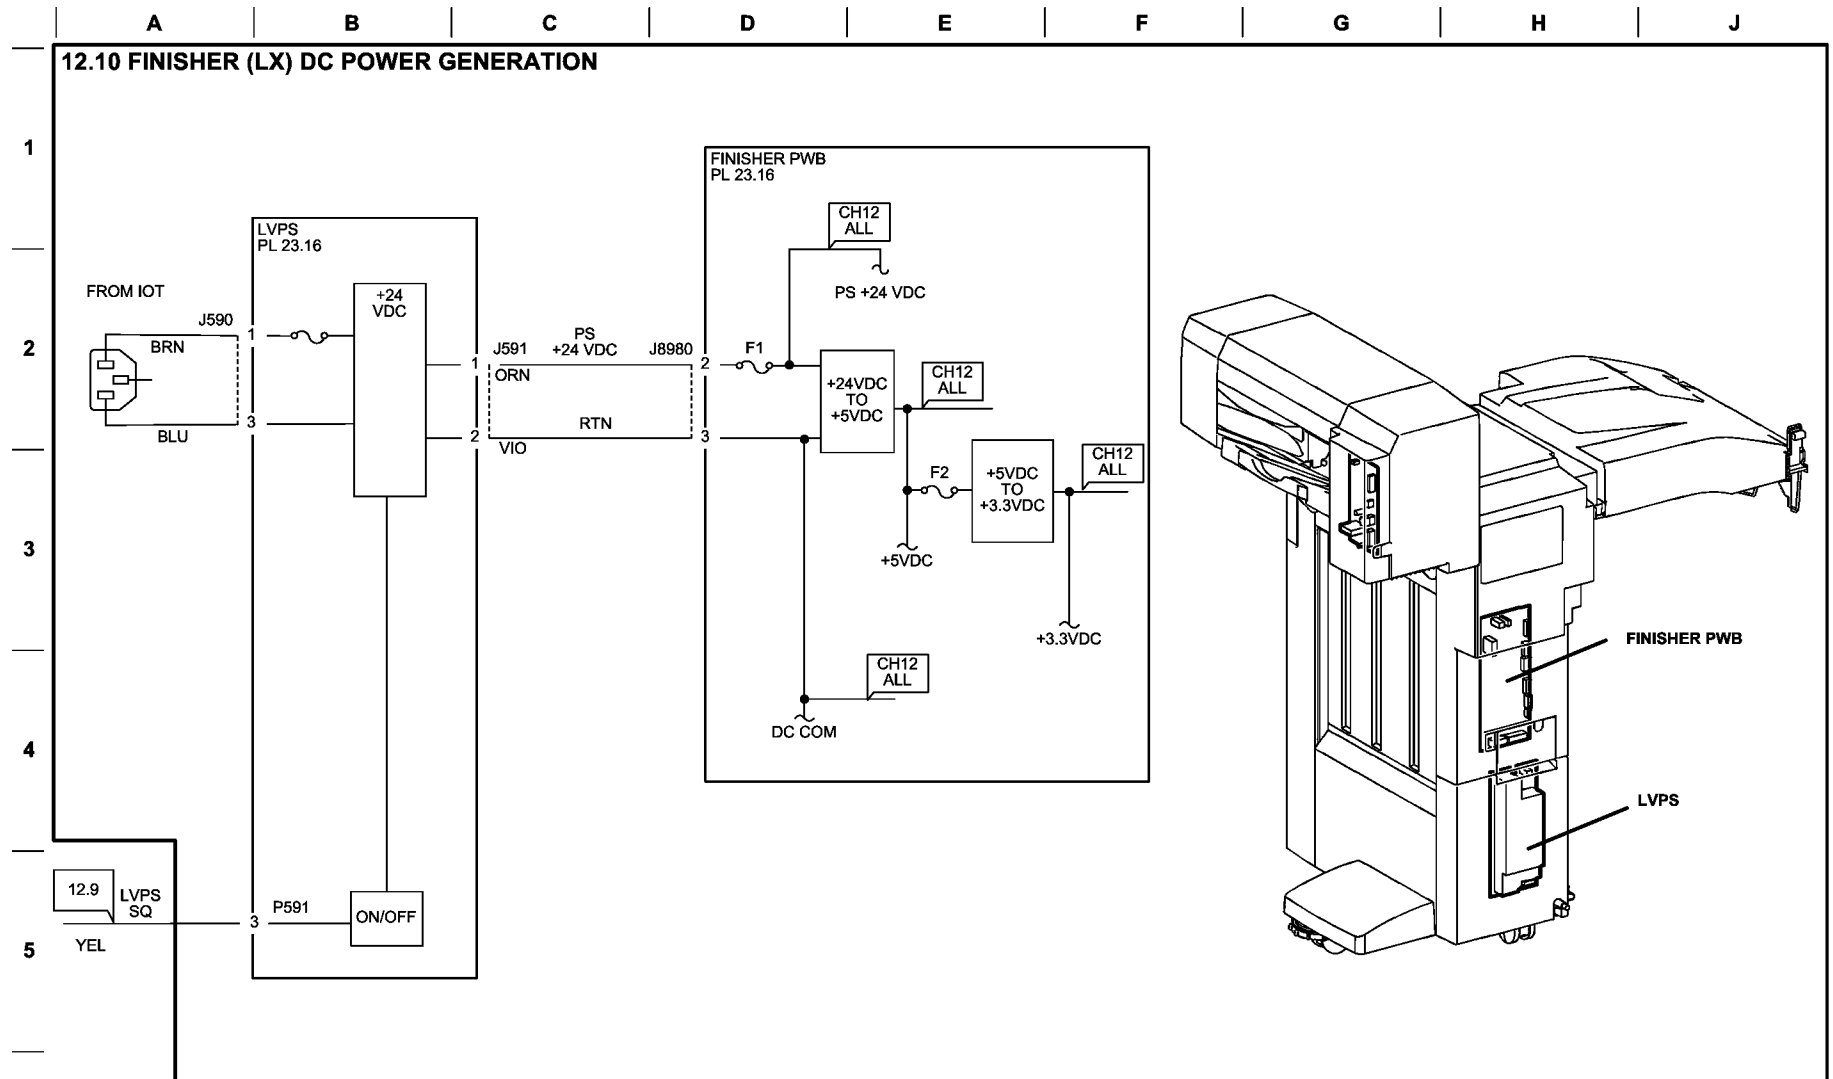 A B C D E F G H J
12.10 FINISHER (LX) DC POWER GENERATION
1
2
3
4
5
FINISHER PWB
PL 23.16
CH12
ALL
PS +24 VDC
LVPS
PL 23.16
FROM IOT
+24
VDC
J590
1
BRN
3
BLU
1
J591
PS
+24 VDC
J8980
2
F1
ORN
RTN
2
VIO
3
+24VDC
TO
+5VDC
CH12
ALL
F2
+5VDC
TO
+3.3VDC
CH12
ALL
+5VDC
+3.3VDC
CH12
ALL
DC COM
12.9
LVPS
SQ
YEL
3
P591
ON/OFF
FINISHER PWB
LVPS